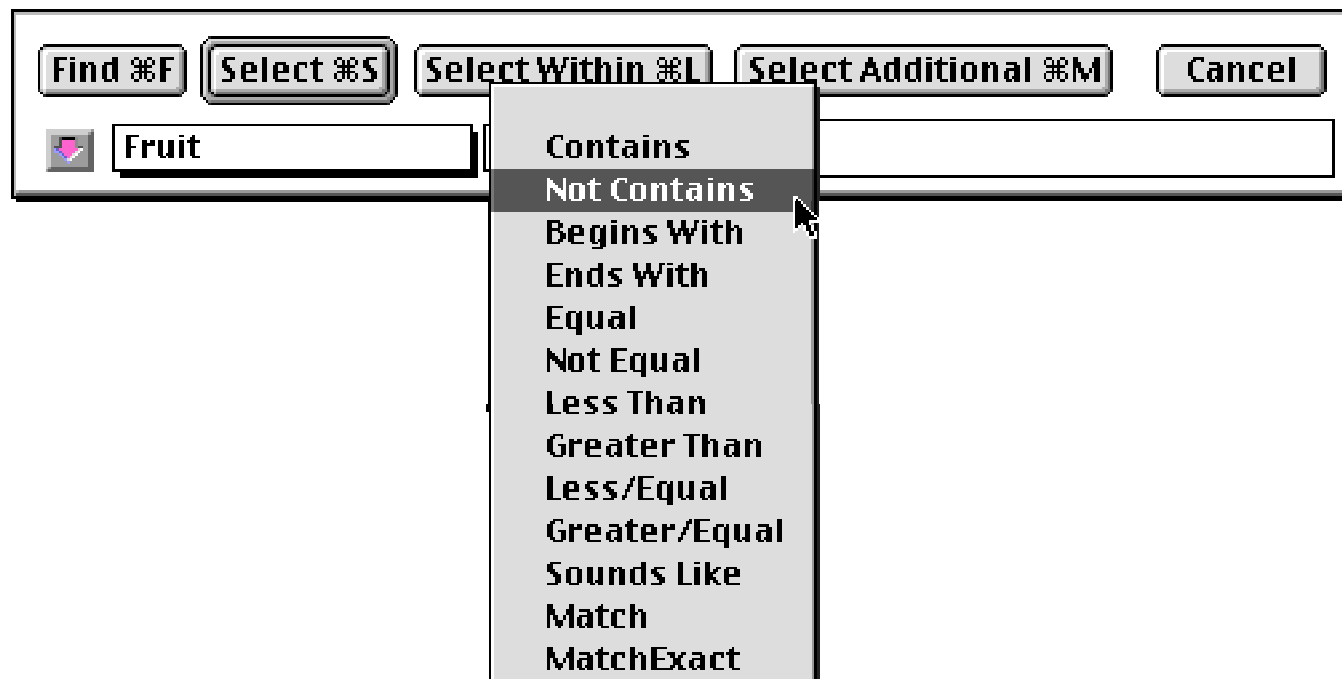 Find ⌘F Select ⌘S Select Within ⌘L Select Additional ⌘M Cancel
Fruit
Contains
Not Contains
Begins With
Ends With
Equal
Not Equal
Less Than
Greater Than
Less/Equal
Greater/Equal
Sounds Like
Match
MatchExact